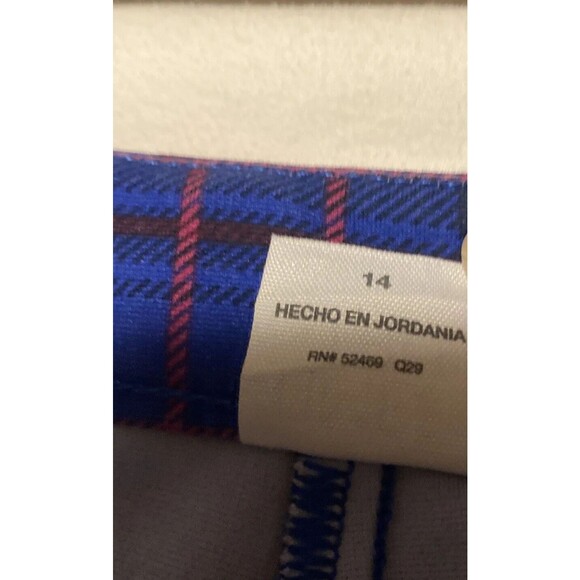 14
HECHO EN JORDANIA
RN# 52469 Q29